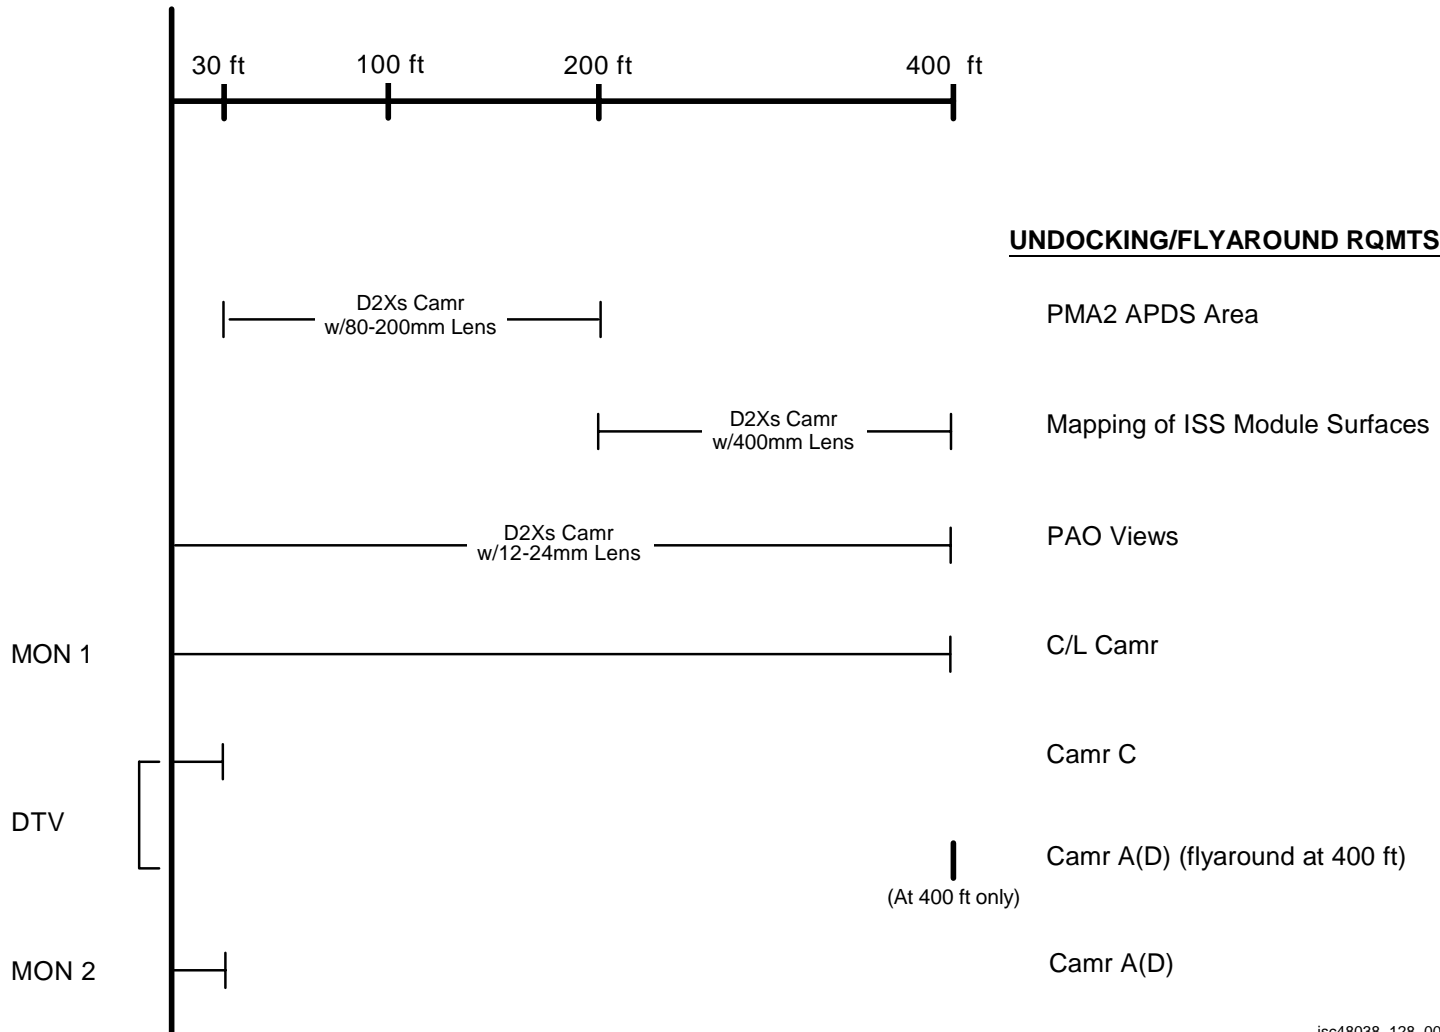 30 ft 100 ft 200 ft 400 ft
UNDOCKING/FLYAROUND RQMTS
D2Xs Camr
w/80-200mm Lens
PMA2 APDS Area
D2Xs Camr
w/400mm Lens
Mapping of ISS Module Surfaces
D2Xs Camr
w/12-24mm Lens
PAO Views
MON 1
C/L Camr
Camr C
DTV
Camr A(D) (flyaround at 400 ft)
(At 400 ft only)
MON 2
Camr A(D)